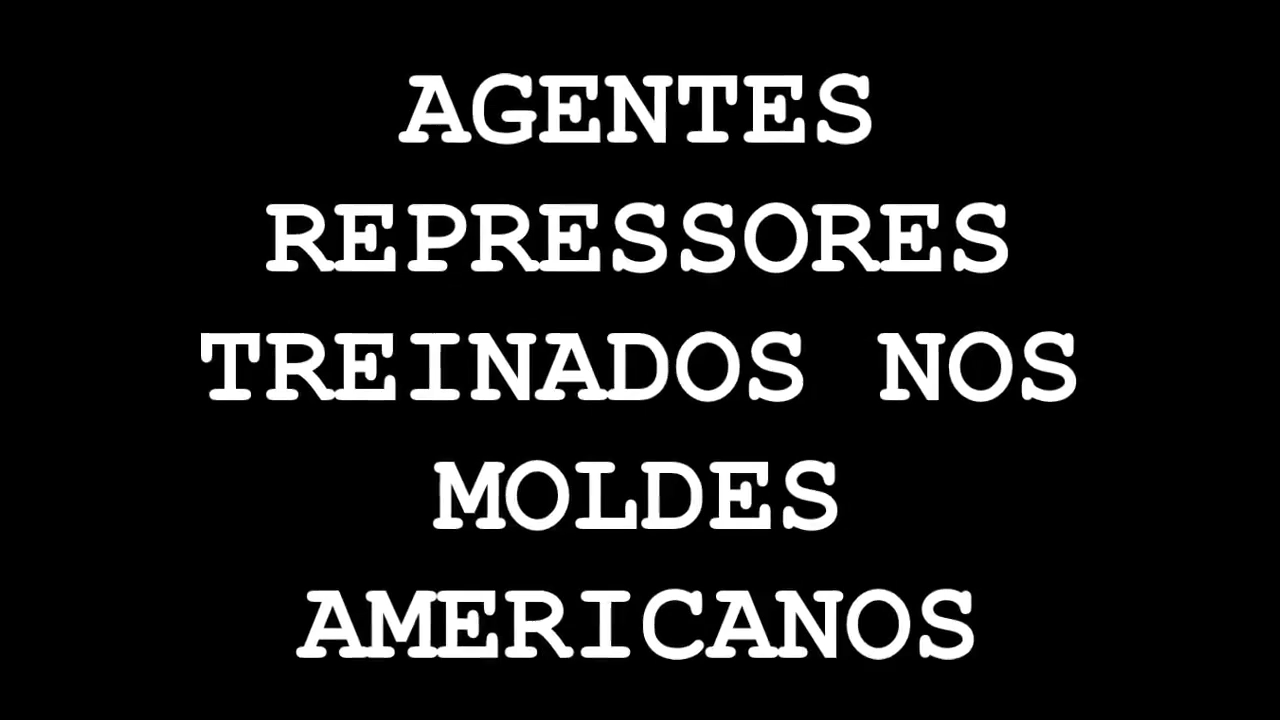 AGENTES
REPRESSORES
TREINADOS NOS
MOLDES
AMERICANOS